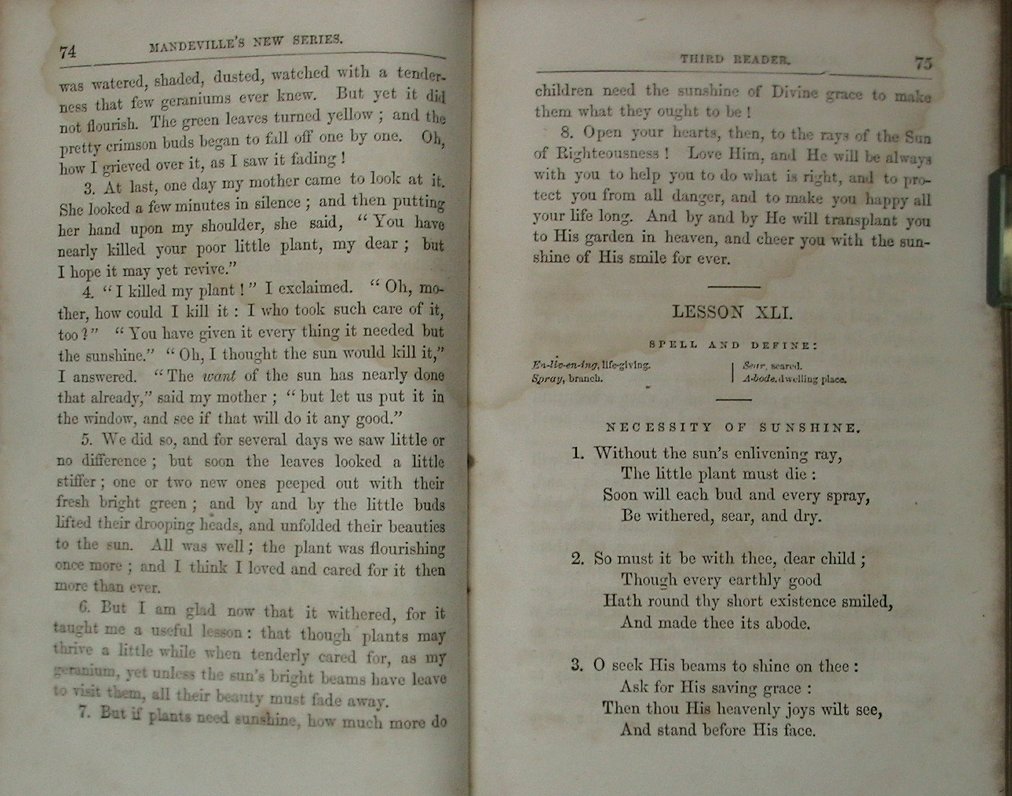 74 MANDEVILLE'S NEW SERIES.
was watered, shaded, dusted, watched with a tender-
ness that few geraniums ever knew. But yet it did
not flourish. The green leaves turned yellow ; and the
pretty crimson buds began to fall off one by one. Oh,
how I grieved over it, as I saw it fading !
3. At last, one day my mother came to look at it.
She looked a few minutes in silence ; and then putting
her hand upon my shoulder, she said, " You have
nearly killed your poor little plant, my dear ; but
I hope it may yet revive."
4. " I killed my plant ! " I exclaimed. " Oh, mo-
ther, how could I kill it : I who took such care of it,
too ? " " You have given it every thing it needed but
the sunshine." " Oh, I thought the sun would kill it,"
I answered. " The want of the sun has nearly done
that already," said my mother ; " but let us put it in
the window, and see if that will do it any good."
5. We did so, and for several days we saw little or
no difference ; but soon the leaves looked a little
stiffer ; one or two new ones peeped out with their
fresh bright green ; and by and by the little buds
lifted their drooping heads, and unfolded their beauties
to the sun. All was well ; the plant was flourishing
once more ; and I think I loved and cared for it then
more than ever.
6. But I am glad now that it withered, for it
taught me a useful lesson : that though plants may
thrive a little while when tenderly cared for, as my
geranium, yet unless the sun's bright beams have leave
to visit them, all their beauty must fade away.
7. But if plants need sunshine, how much more do
THIRD READER. 75
children need the sunshine of Divine grace to make
them what they ought to be !
8. Open your hearts, then, to the rays of the Sun
of Righteousness ! Love Him, and He will be always
with you to help you to do what is right, and to pro-
tect you from all danger, and to make you happy all
your life long. And by and by He will transplant you
to His garden in heaven, and cheer you with the sun-
shine of His smile for ever.
LESSON XLI.
SPELL AND DEFINE:
En-liv-en-ing, life-giving.
Spray, branch.
Sear, seared.
A-bode, dwelling place.
NECESSITY OF SUNSHINE.
1. Without the sun's enlivening ray,
The little plant must die :
Soon will each bud and every spray,
Be withered, sear, and dry.
2. So must it be with thee, dear child ;
Though every earthly good
Hath round thy short existence smiled,
And made thee its abode.
3. O seek His beams to shine on thee :
Ask for His saving grace :
Then thou His heavenly joys wilt see,
And stand before His face.